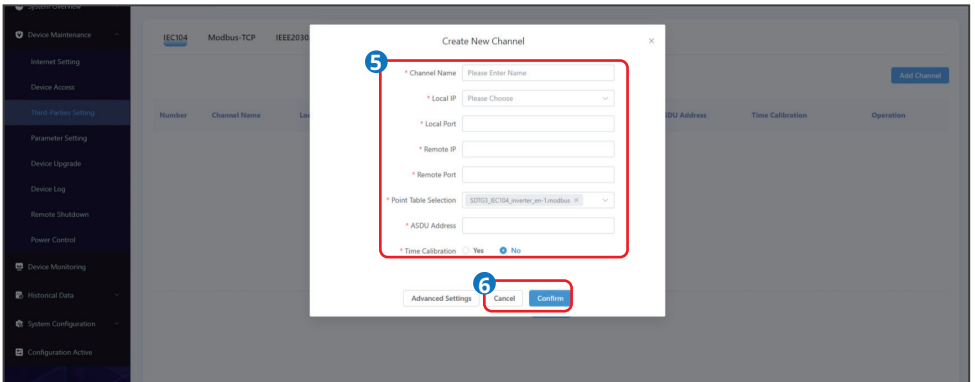 System Overview
Device Maintenance
Internet Setting
Device Access
Third-Parties Setting
Parameter Setting
Device Upgrade
Device Log
Remote Shutdown
Power Control
Device Monitoring
Historical Data
System Configuration
Configuration Active
IEC104 Modbus-TCP IEEE2030
Add Channel
Number Channel Name Loc
DU Address Time Calibration Operation
Create New Channel ×
5
* Channel Name Please Enter Name
* Local IP Please Choose
* Local Port
* Remote IP
* Remote Port
* Point Table Selection SDTG3_IEC104_inverter_en-1.modbus ×
* ASDU Address
* Time Calibration Yes No
6
Advanced Settings Cancel Confirm